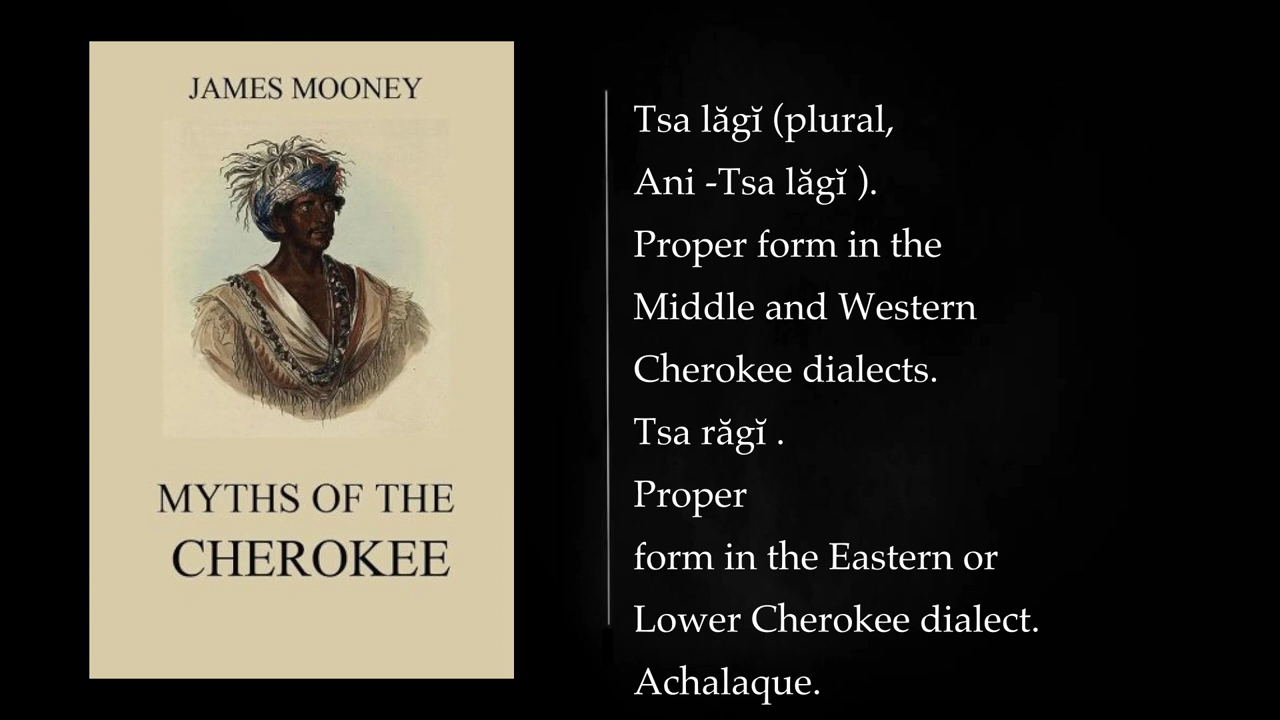 JAMES MOONEY
MYTHS OF THE
CHEROKEE
Tsa lăgĭ (plural,
Ani -Tsa lăgĭ ).
Proper form in the
Middle and Western
Cherokee dialects.
Tsa răgĭ .
Proper
form in the Eastern or
Lower Cherokee dialect.
Achalaque.